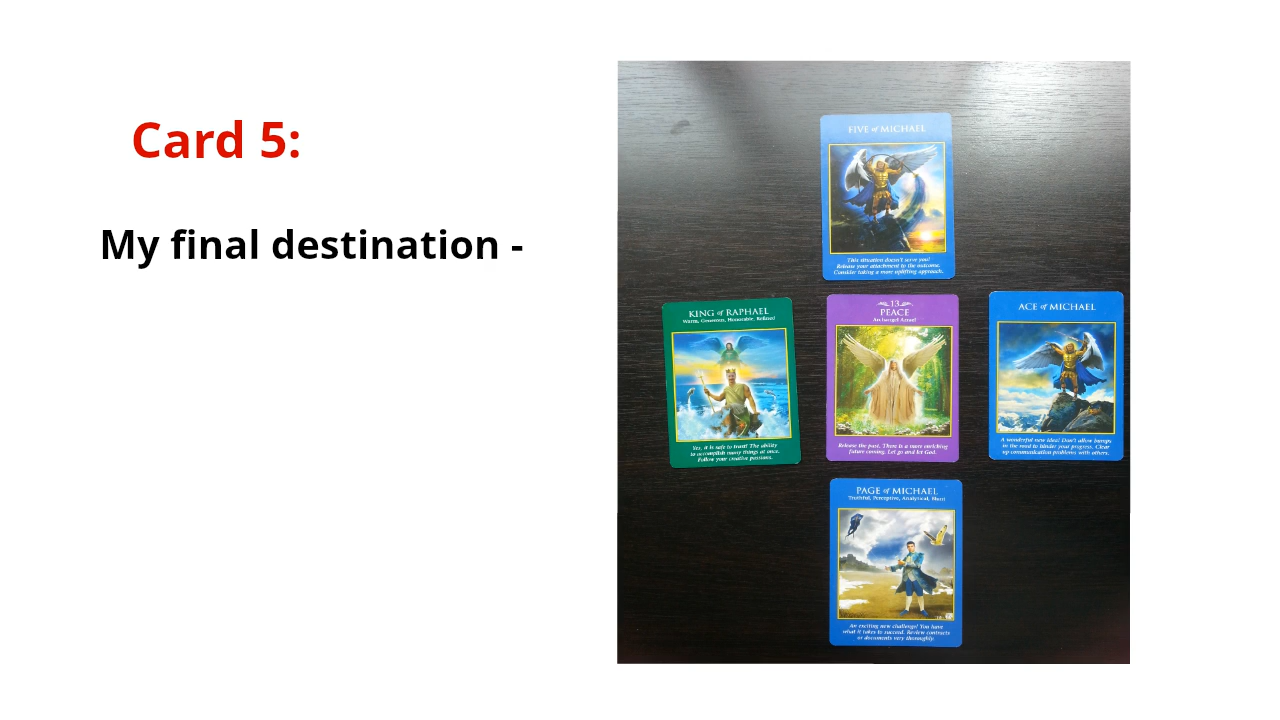 Card 5:
My final destination -
FIVE of MICHAEL
This situation doesn't serve you!
Release your attachment to the outcome.
Consider taking a more uplifting approach.
KING of RAPHAEL
Warm, Generous, Honorable, Refined
Yes, it is safe to trust! The ability
to accomplish many things at once.
Follow your creative passions.
13
PEACE
Archangel Azrael
Release the past. There is a more enriching
future coming. Let go and let God.
ACE of MICHAEL
A wonderful new idea! Don't allow bumps
in the road to hinder your progress. Clear
up communication problems with others.
PAGE of MICHAEL
Truthful, Perceptive, Analytical, Blunt
An exciting new challenge! You have
what it takes to succeed. Review contracts
or documents very thoroughly.